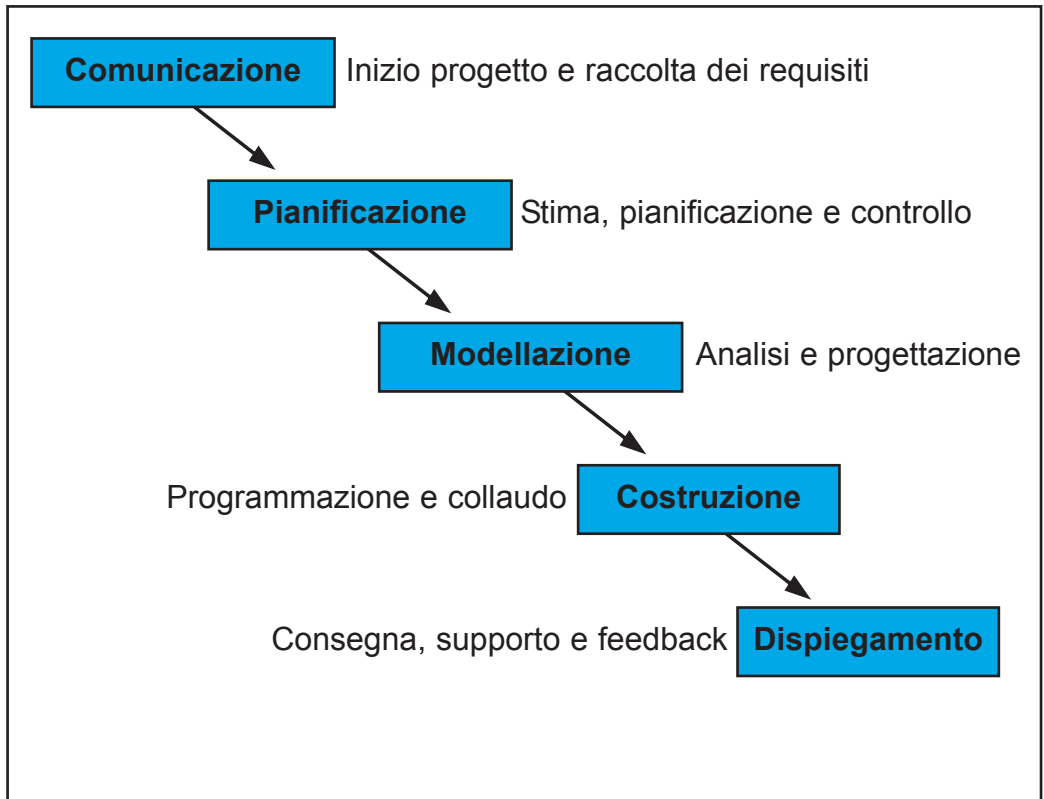 Comunicazione Inizio progetto e raccolta dei requisiti
Pianificazione Stima, pianificazione e controllo
Modellazione Analisi e progettazione
Programmazione e collaudo Costruzione
Consegna, supporto e feedback Dispiegamento